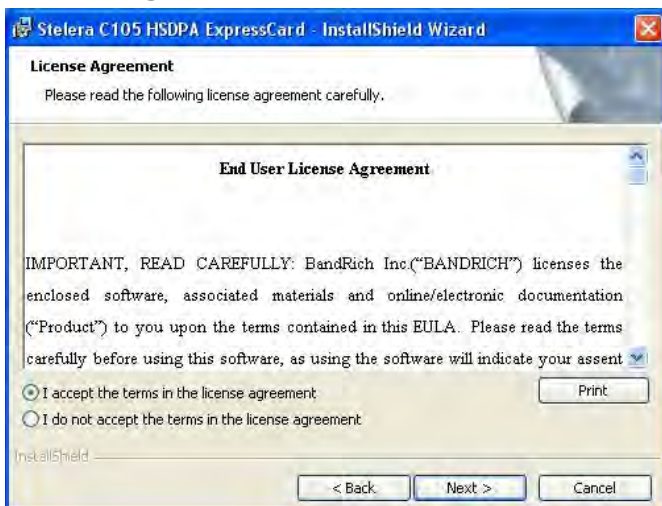 Stelera C105 HSDPA ExpressCard - InstallShield Wizard
License Agreement
Please read the following license agreement carefully.
End User License Agreement
IMPORTANT, READ CAREFULLY: BandRich Inc.(“BANDRICH”) licenses the
enclosed software, associated materials and online/electronic documentation
(“Product”) to you upon the terms contained in this EULA. Please read the terms
carefully before using this software, as using the software will indicate your assent
I accept the terms in the license agreement
Print
I do not accept the terms in the license agreement
InstallShield
< Back
Next >
Cancel